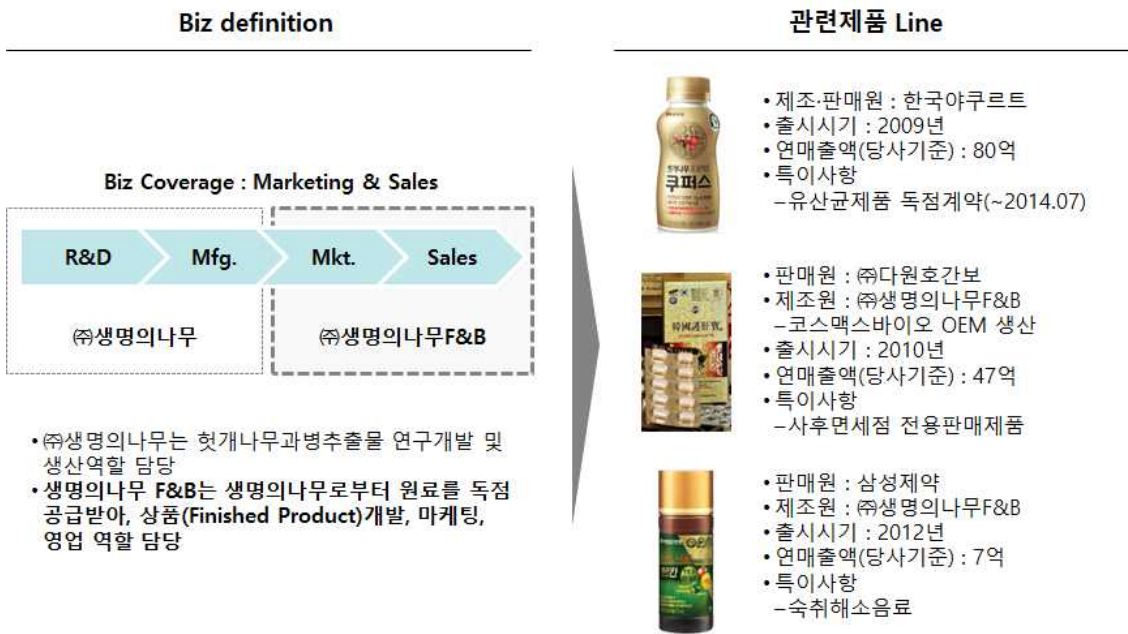 Biz definition
Biz Coverage : Marketing & Sales
R&D
Mfg.
Mkt.
Sales
㈜생명의나무
㈜생명의나무F&B
• ㈜생명의나무는 헛개나무과병추출물 연구개발 및
생산역할 담당
• 생명의나무 F&B는 생명의나무로부터 원료를 독점
공급받아, 상품(Finished Product)개발, 마케팅,
영업 역할 담당
관련제품 Line
쿠퍼스
• 제조·판매원 : 한국야쿠르트
• 출시시기 : 2009년
• 연매출액(당사기준) : 80억
• 특이사항
–유산균제품 독점계약(~2014.07)
• 판매원 : ㈜다원호간보
• 제조원 : ㈜생명의나무F&B
–코스맥스바이오 OEM 생산
• 출시시기 : 2010년
• 연매출액(당사기준) : 47억
• 특이사항
–사후면세점 전용판매제품
• 판매원 : 삼성제약
• 제조원 : ㈜생명의나무F&B
• 출시시기 : 2012년
• 연매출액(당사기준) : 7억
• 특이사항
–숙취해소음료